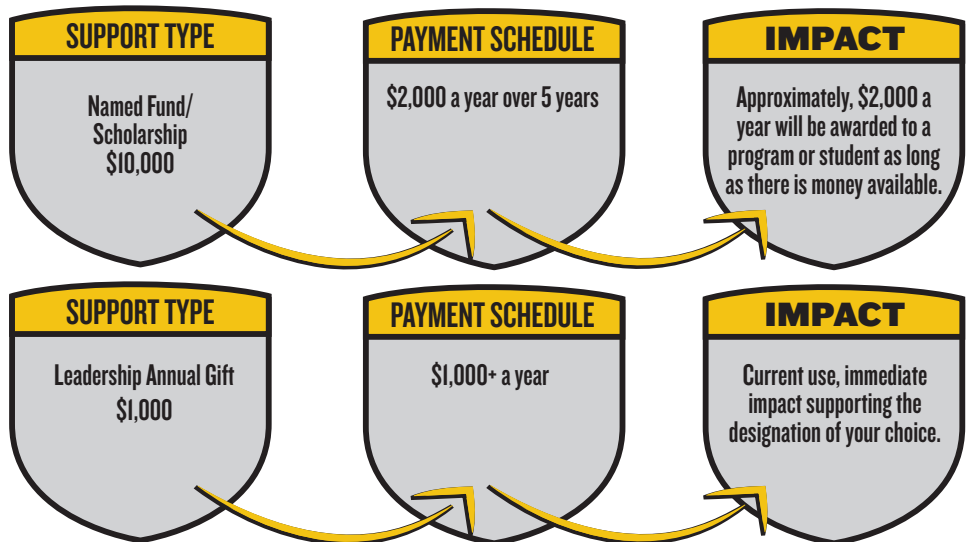 SUPPORT TYPE
Named Fund/
Scholarship
$10,000
PAYMENT SCHEDULE
$2,000 a year over 5 years
IMPACT
Approximately, $2,000 a
year will be awarded to a
program or student as long
as there is money available.
SUPPORT TYPE
Leadership Annual Gift
$1,000
PAYMENT SCHEDULE
$1,000+ a year
IMPACT
Current use, immediate
impact supporting the
designation of your choice.